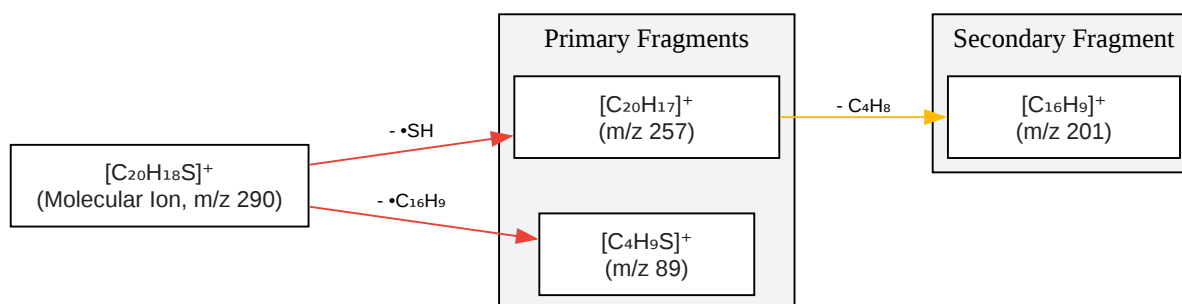 Primary Fragments
Secondary Fragment
[C₂₀H₁₈S]⁺
(Molecular Ion, m/z 290)
- •SH
- •C₁₆H₉
[C₂₀H₁₇]⁺
(m/z 257)
[C₄H₉S]⁺
(m/z 89)
- C₄H₈
[C₁₆H₉]⁺
(m/z 201)